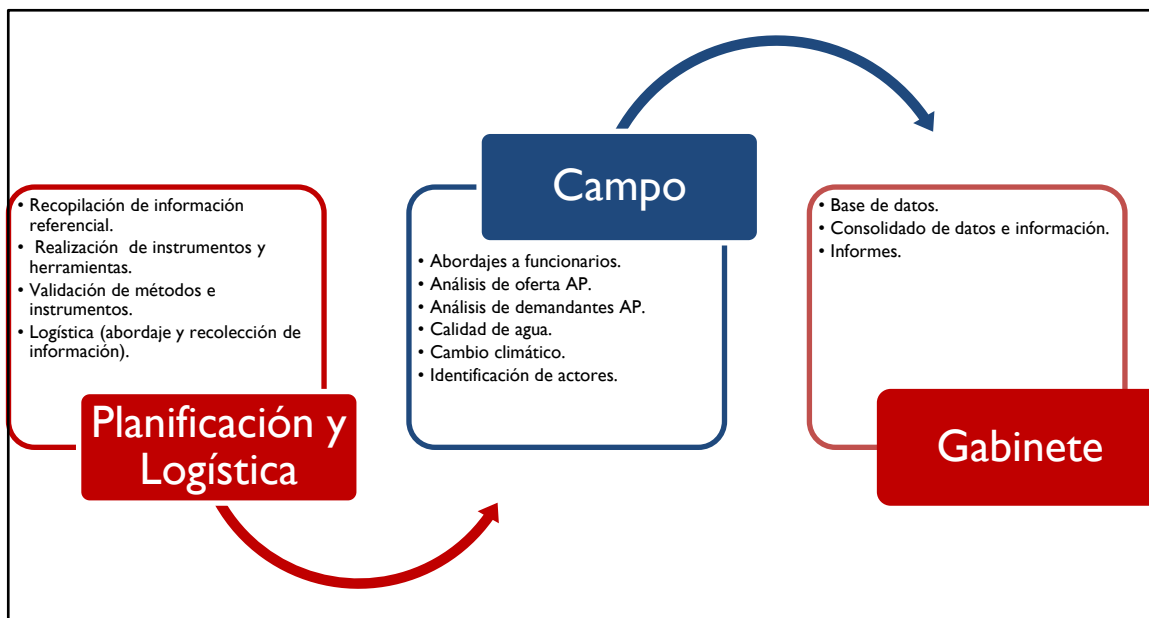 • Recopilación de información
referencial.
• Realización de instrumentos y
herramientas.
• Validación de métodos e
instrumentos.
• Logística (abordaje y recolección de
información).
Planificación y
Logística
Campo
• Abordajes a funcionarios.
• Análisis de oferta AP.
• Análisis de demandantes AP.
• Calidad de agua.
• Cambio climático.
• Identificación de actores.
• Base de datos.
• Consolidado de datos e información.
• Informes.
Gabinete